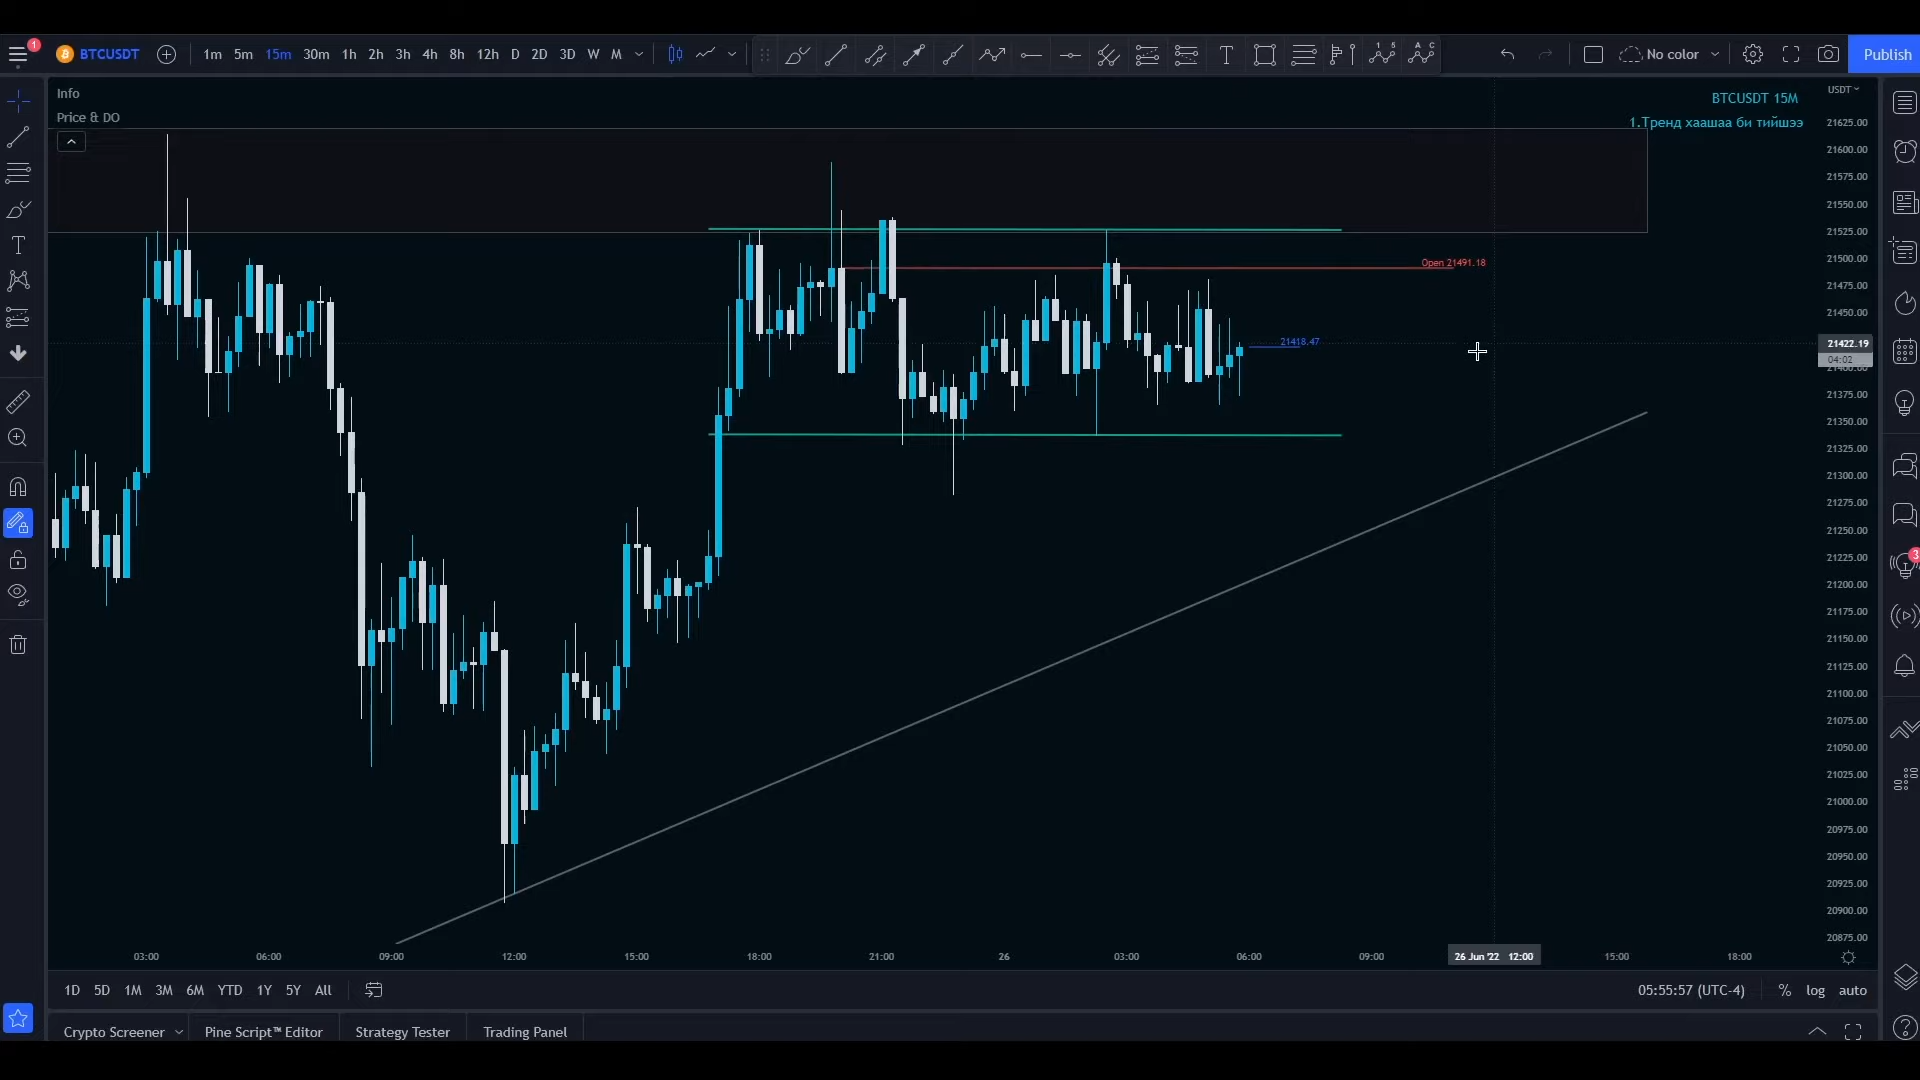 1
BTCUSDT
1m 5m 15m 30m 1h 2h 3h 4h 8h 12h D 2D 3D W M
No color
Publish
Info
Price & DO
BTCUSDT 15M
1.Тренд хаашаа би тийшээ
USDT
21625.00
21600.00
21575.00
21550.00
21525.00
21500.00
21475.00
21450.00
21422.19
04:02
21400.00
21375.00
21350.00
21325.00
21300.00
21275.00
21250.00
21225.00
21200.00
21175.00
21150.00
21125.00
21100.00
21075.00
21050.00
21025.00
21000.00
20975.00
20950.00
20925.00
20900.00
20875.00
Open 21491.18
21418.47
3
03:00 06:00 09:00 12:00 15:00 18:00 21:00 26 03:00 06:00 09:00 26 Jun '22 12:00 15:00 18:00
1D 5D 1M 3M 6M YTD 1Y 5Y All
05:55:57 (UTC-4) % log auto
Crypto Screener Pine Script™ Editor Strategy Tester Trading Panel